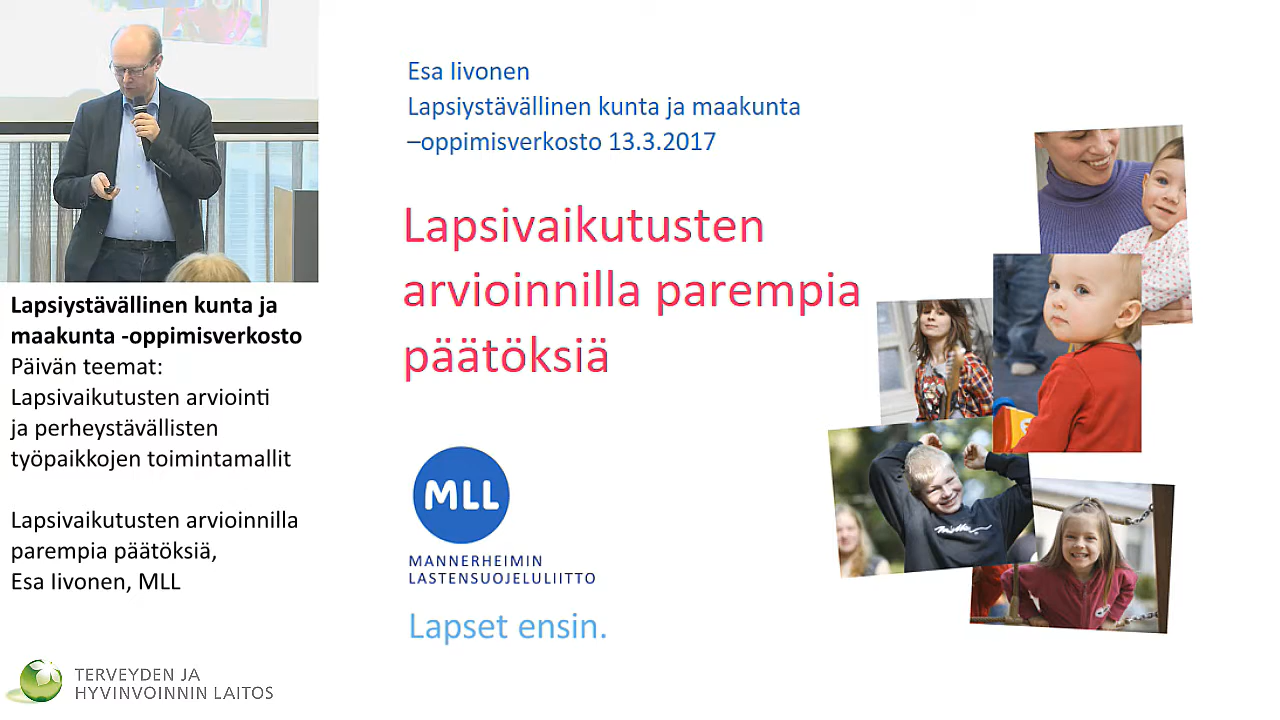 Esa Iivonen
Lapsiystävällinen kunta ja maakunta
–oppimisverkosto 13.3.2017
Lapsivaikutusten
arvioinnilla parempia
päätöksiä
MLL
MANNERHEIMIN
LASTENSUOJELULIITTO
Lapset ensin.
Lapsiystävällinen kunta ja
maakunta -oppimisverkosto
Päivän teemat:
Lapsivaikutusten arviointi
ja perheystävällisten
työpaikkojen toimintamallit
Lapsivaikutusten arvioinnilla
parempia päätöksiä,
Esa Iivonen, MLL
TERVEYDEN JA
HYVINVOINNIN LAITOS